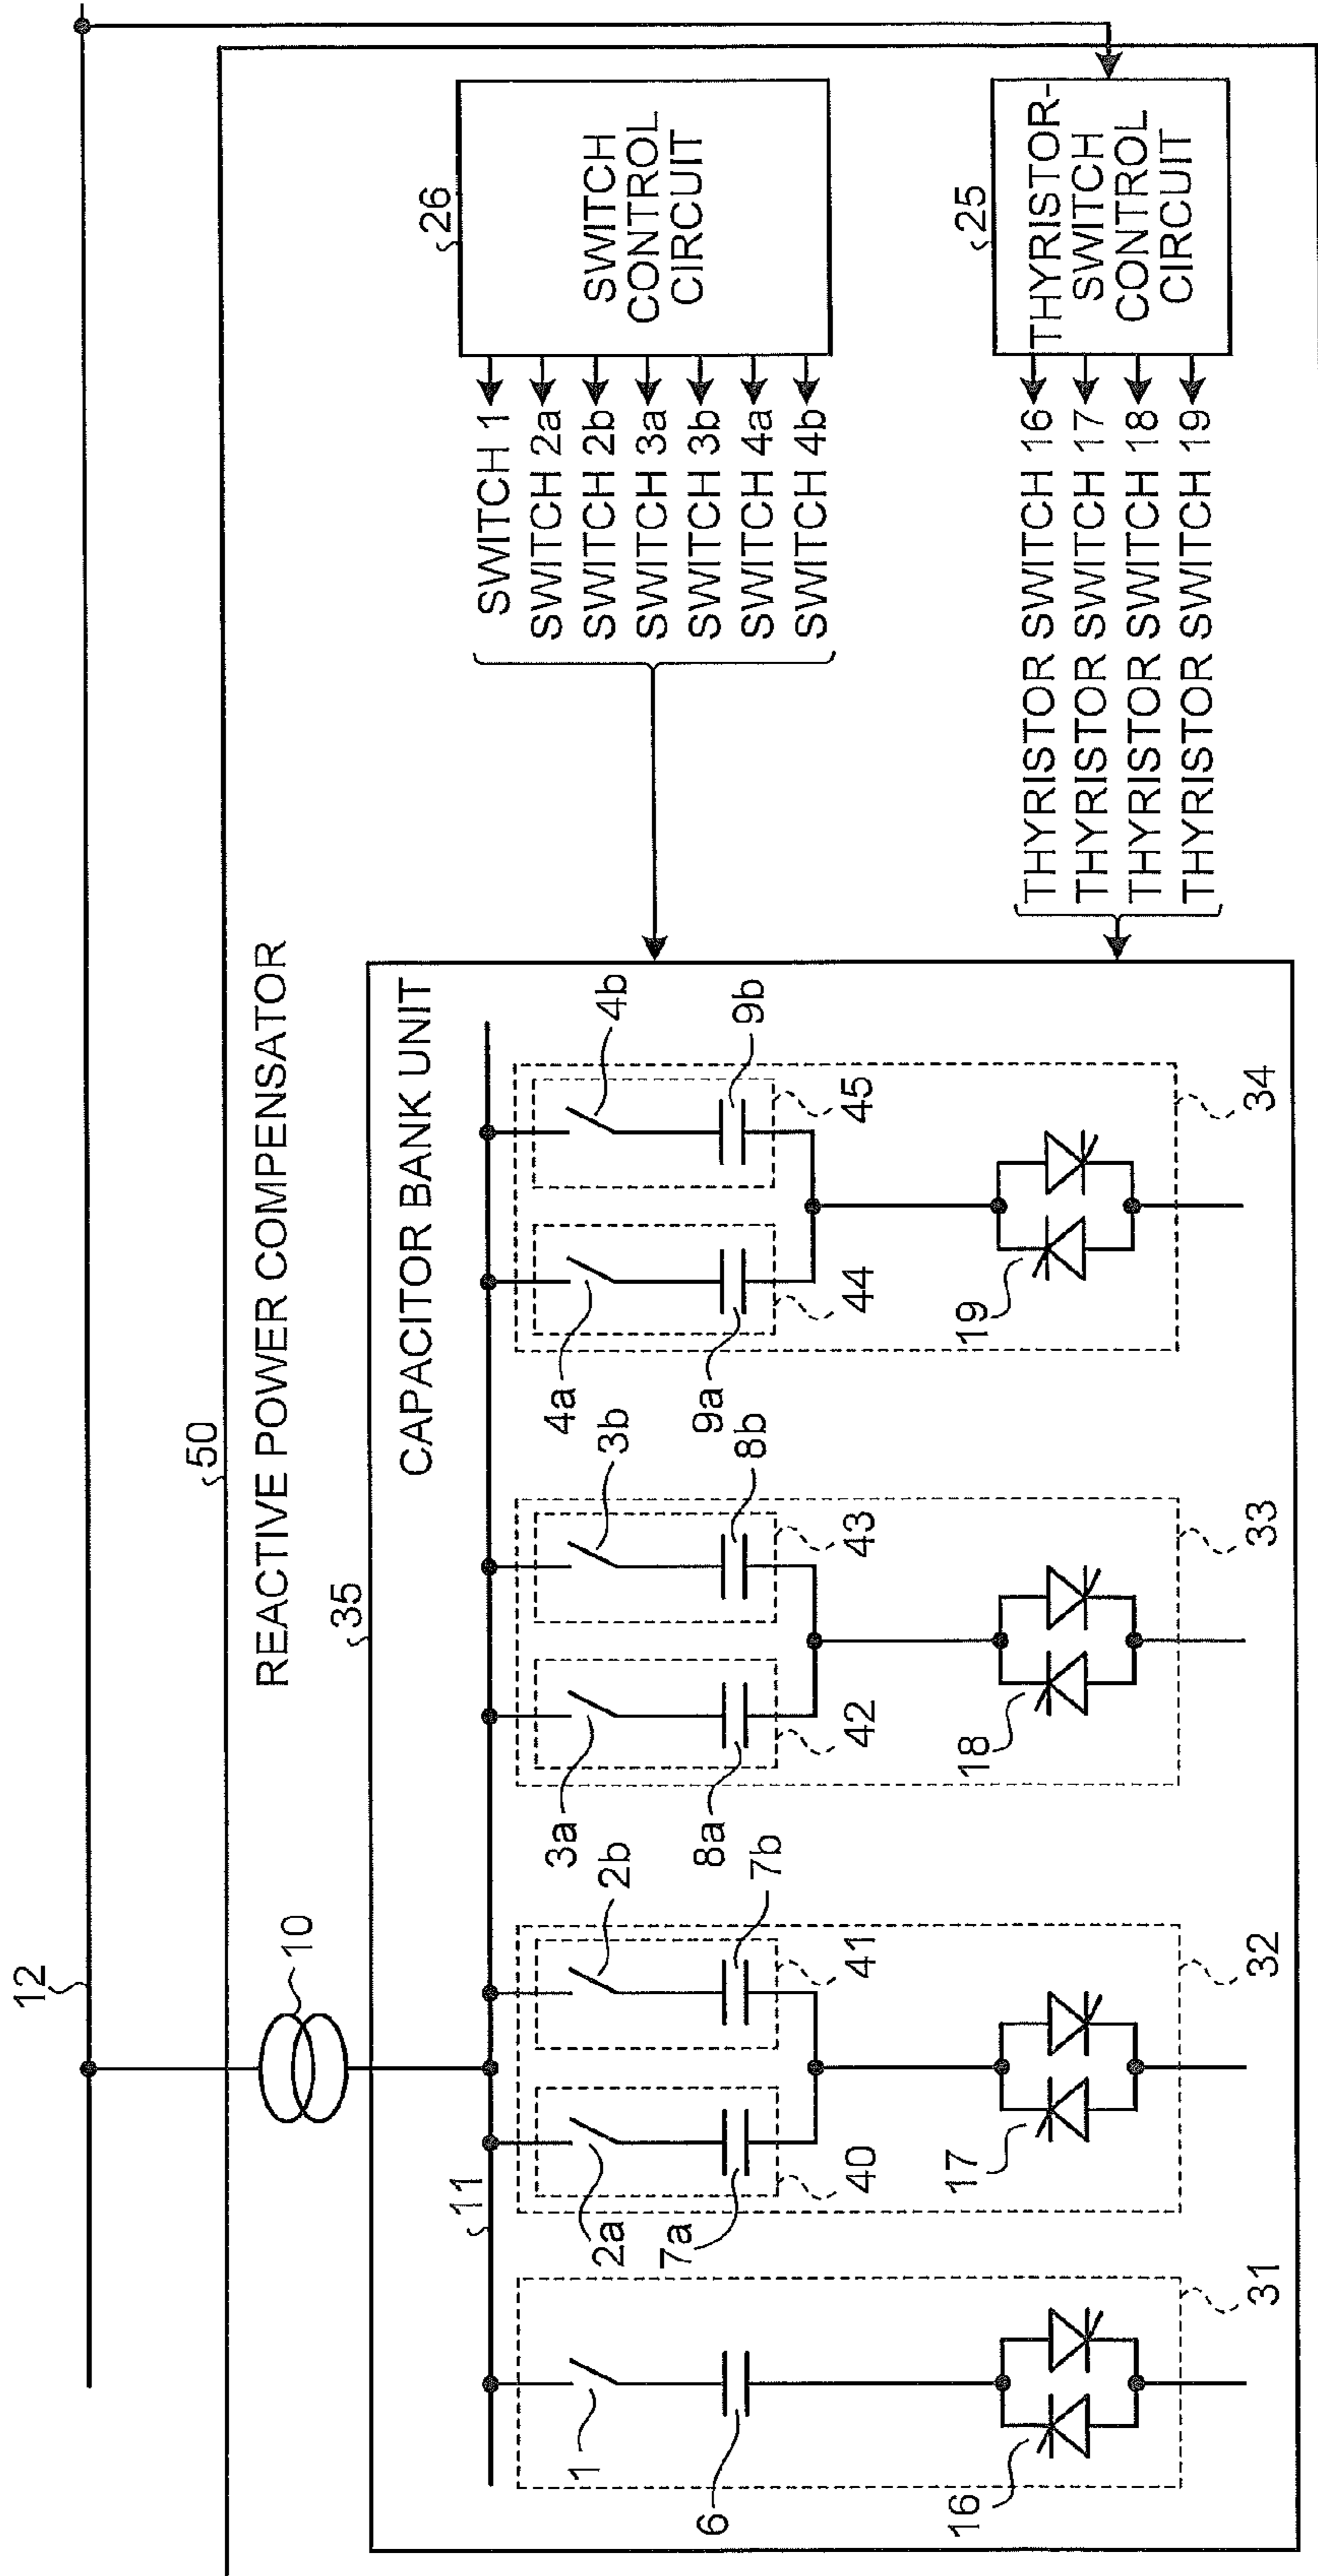 12
10
50
REACTIVE POWER COMPENSATOR
35
CAPACITOR BANK UNIT
11
1
6
16
31
2a
2b
7a
7b
40
41
17
32
3a
3b
8a
8b
42
43
18
33
4a
4b
9a
9b
44
45
19
34
SWITCH 1
SWITCH 2a
SWITCH 2b
SWITCH 3a
SWITCH 3b
SWITCH 4a
SWITCH 4b
26
SWITCH
CONTROL
CIRCUIT
THYRISTOR SWITCH 16
THYRISTOR SWITCH 17
THYRISTOR SWITCH 18
THYRISTOR SWITCH 19
25
THYRISTOR-
SWITCH
CONTROL
CIRCUIT